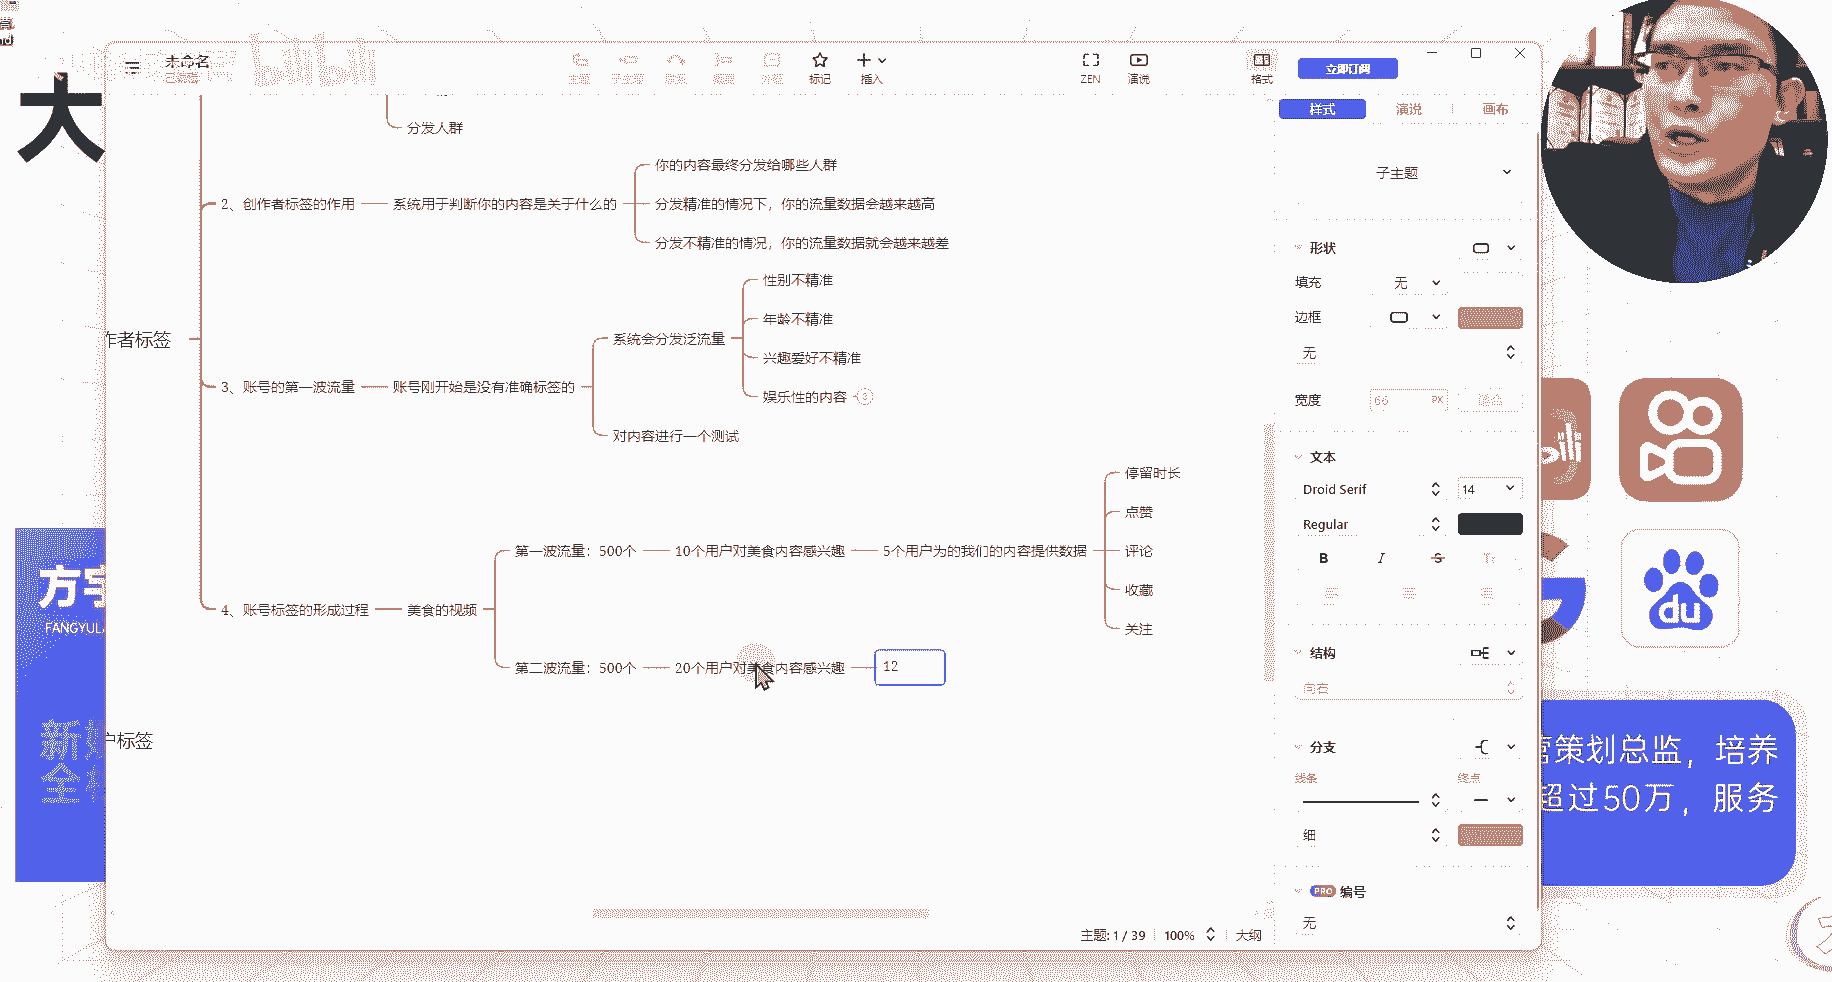 大
未命名
已编辑
bilibili
主题
子主题
联系
概要
外框
标记
插入
ZEN
演说
格式
立即订阅
样式
演说
画布
分发人群
你的内容最终分发给哪些人群
2、创作者标签的作用
系统用于判断你的内容是关于什么的
分发精准的情况下，你的流量数据会越来越高
分发不精准的情况，你的流量数据就会越来越差
性别不精准
年龄不精准
作者标签
系统会分发泛流量
兴趣爱好不精准
3、账号的第一波流量
账号刚开始是没有准确标签的
娱乐性的内容
3
对内容进行一个测试
停留时长
点赞
第一波流量：500个
10个用户对美食内容感兴趣
5个用户为的我们的内容提供数据
评论
收藏
4、账号标签的形成过程
美食的视频
关注
第二波流量：500个
20个用户对美食内容感兴趣
12
户标签
子主题
形状
填充
无
边框
无
宽度
66
PX
文本
Droid Serif
14
Regular
B
I
S
结构
向右
分支
线条
终点
细
PRO 编号
无
主题: 1 / 39
100%
大纲
方宇
FANGYUL
新
全
du
营策划总监，培养
超过50万，服务